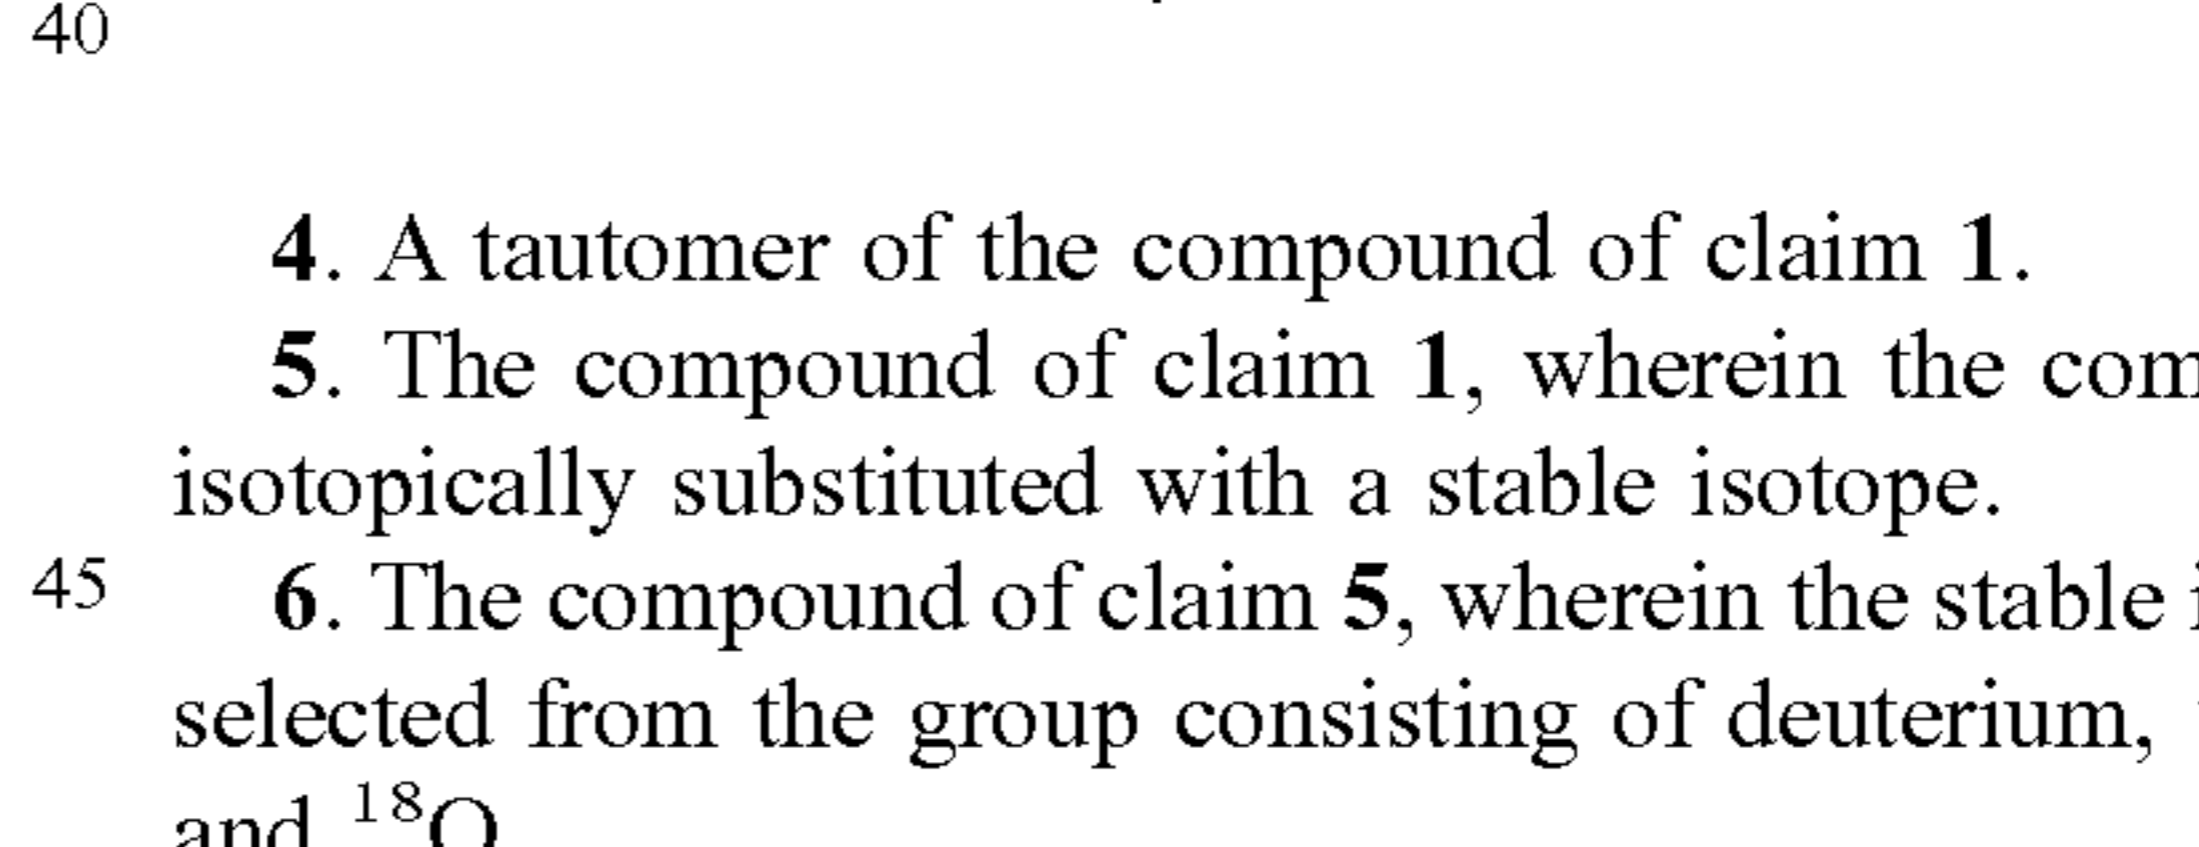 40
4. A tautomer of the compound of claim 1.
5. The compound of claim 1, wherein the com
isotopically substituted with a stable isotope.
45 6. The compound of claim 5, wherein the stable
selected from the group consisting of deuterium,
and ¹⁸O